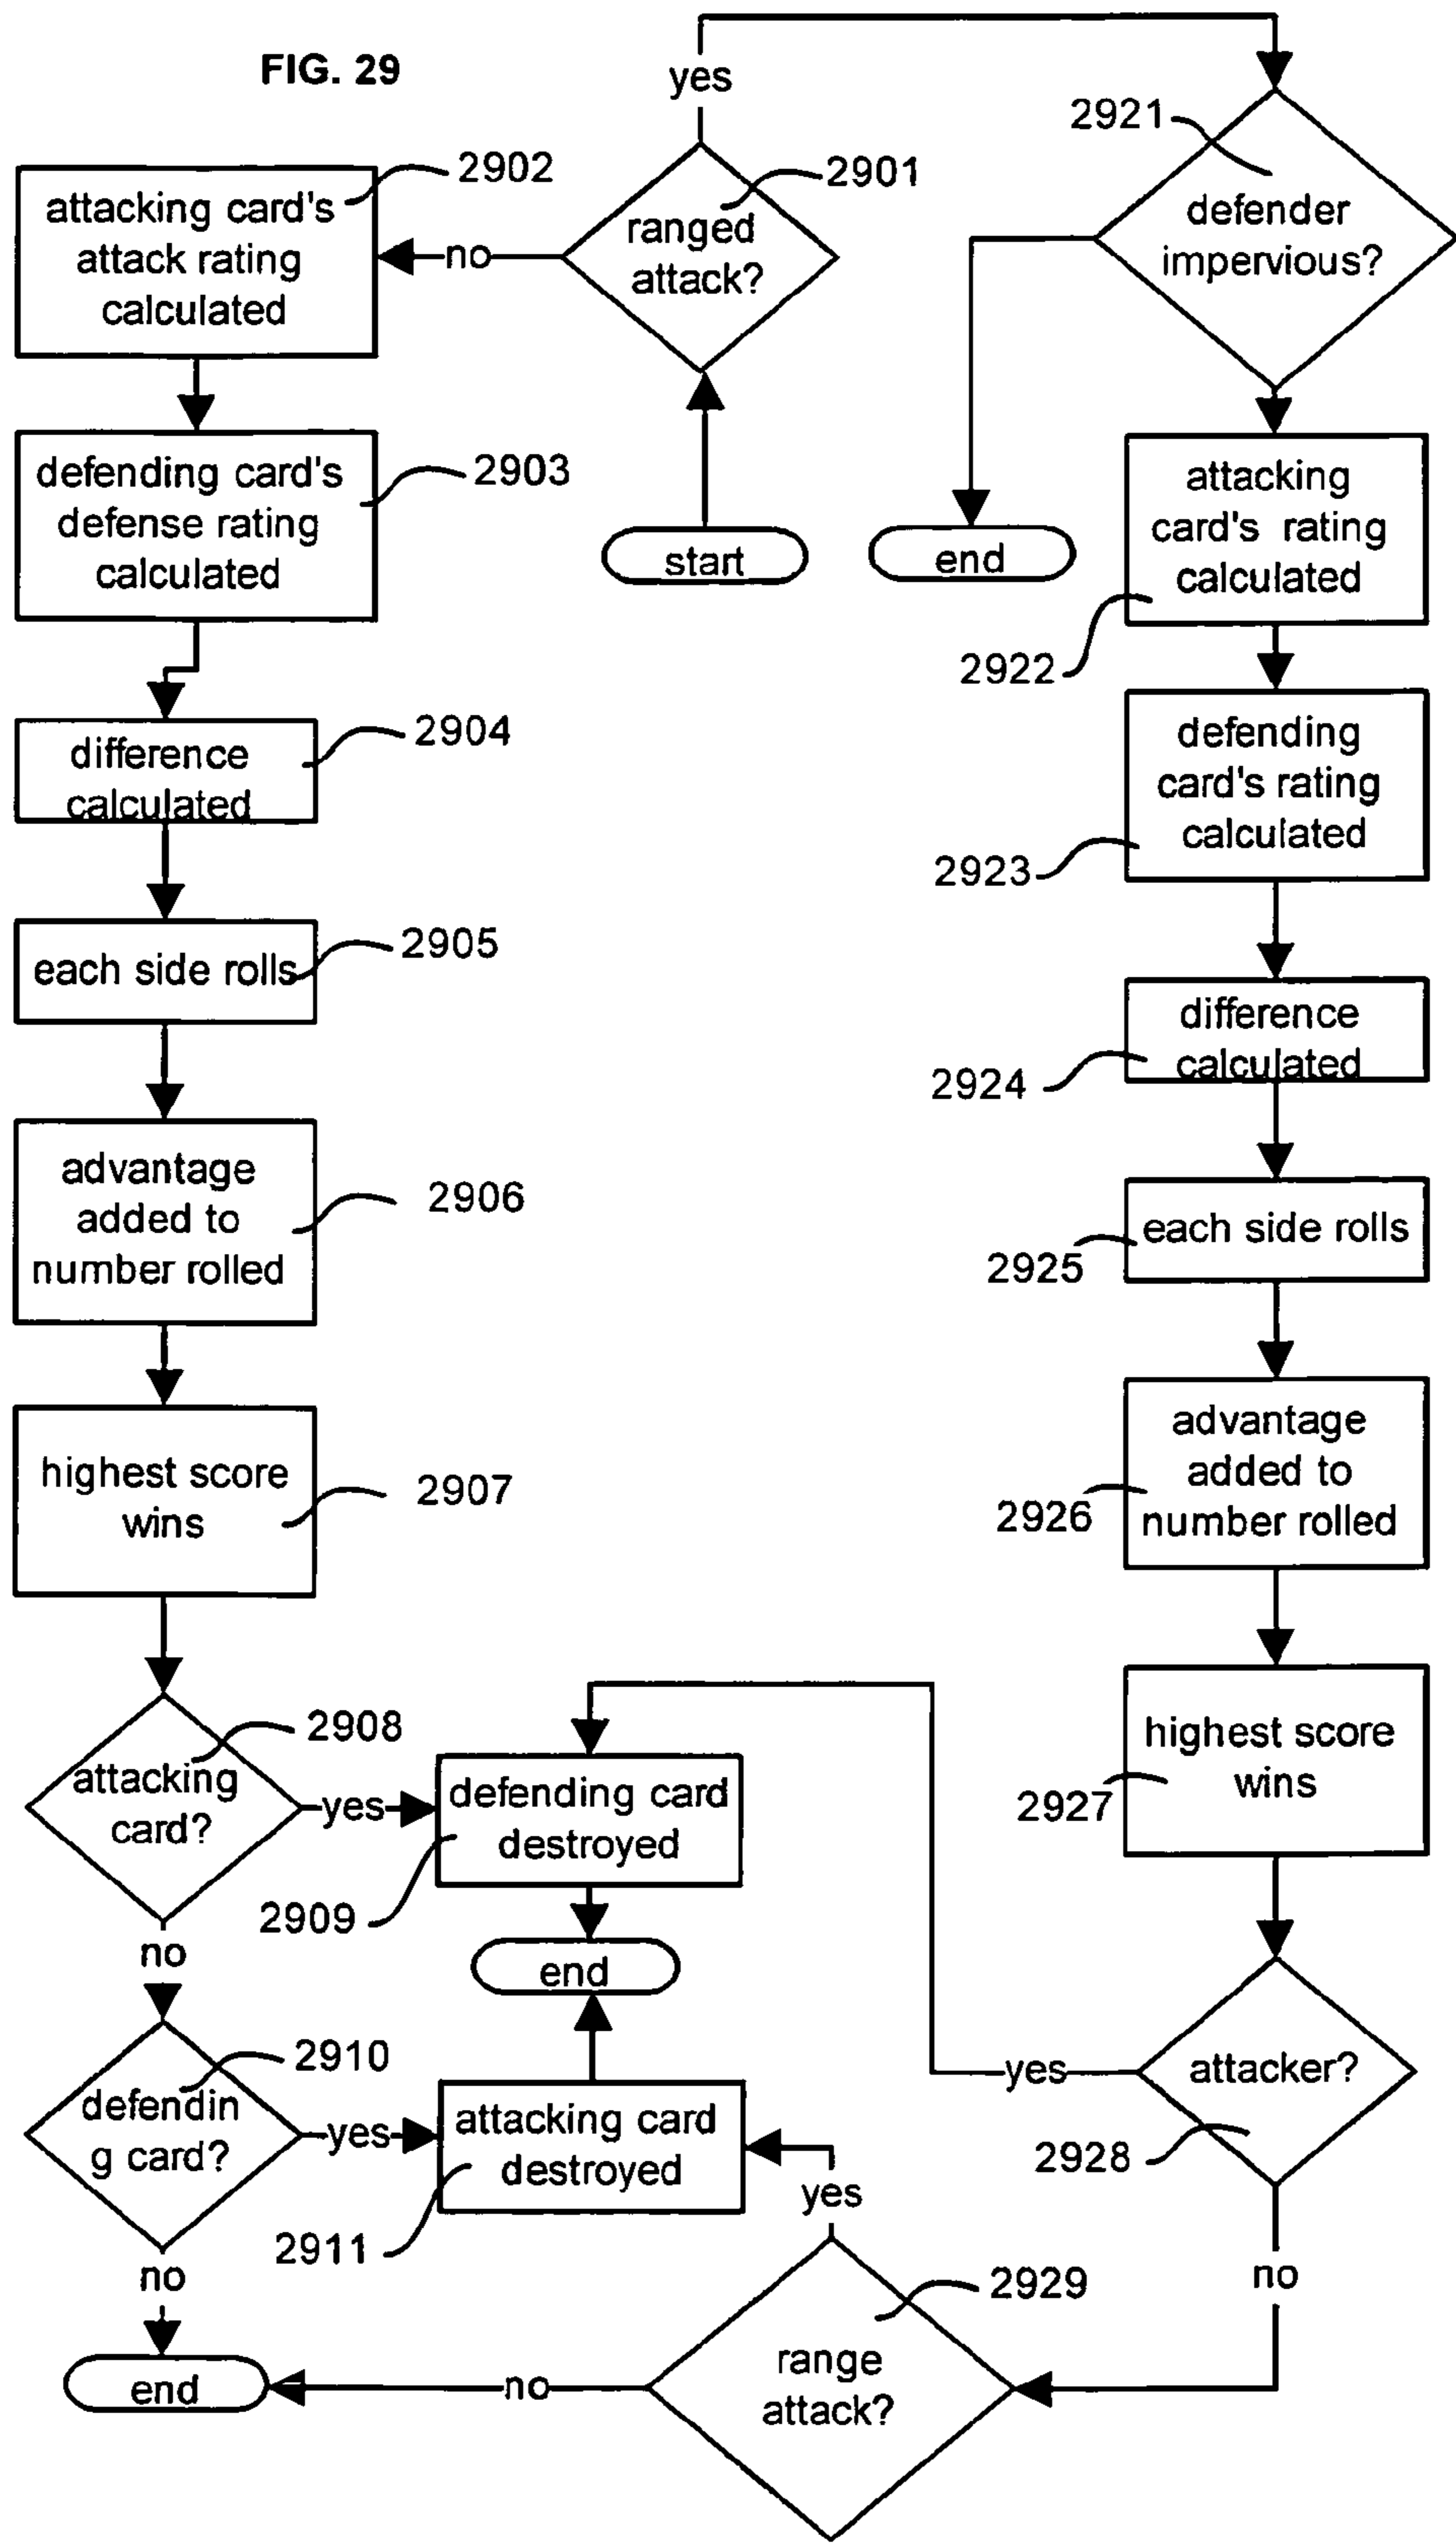 FIG. 29
yes
2921
2902
2901
attacking card's
attack rating
calculated
no
ranged
attack?
defender
impervious?
defending card's
defense rating
calculated
2903
start
end
attacking
card's rating
calculated
2922
difference
calculated
2904
defending
card's rating
calculated
2923
each side rolls
2905
difference
calculated
2924
advantage
added to
number rolled
2906
each side rolls
2925
highest score
wins
2907
advantage
added to
number rolled
2926
attacking
card?
2908
yes
defending card
destroyed
2909
highest score
wins
2927
no
end
defendin
g card?
2910
yes
attacking card
destroyed
2911
yes
attacker?
2928
yes
no
no
2929
range
attack?
no
end